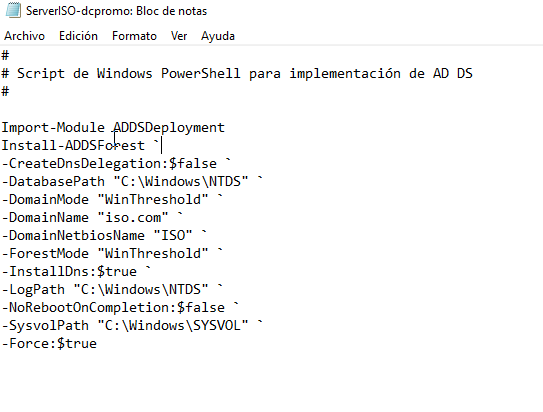 ServerISO-dcpromo: Bloc de notas
Archivo Edición Formato Ver Ayuda
#
# Script de Windows PowerShell para implementación de AD DS
#
Import-Module ADDSDeployment
Install-ADDSForest `
-CreateDnsDelegation:$false `
-DatabasePath "C:\Windows\NTDS" `
-DomainMode "WinThreshold" `
-DomainName "iso.com" `
-DomainNetbiosName "ISO" `
-ForestMode "WinThreshold" `
-InstallDns:$true `
-LogPath "C:\Windows\NTDS" `
-NoRebootOnCompletion:$false `
-SysvolPath "C:\Windows\SYSVOL" `
-Force:$true